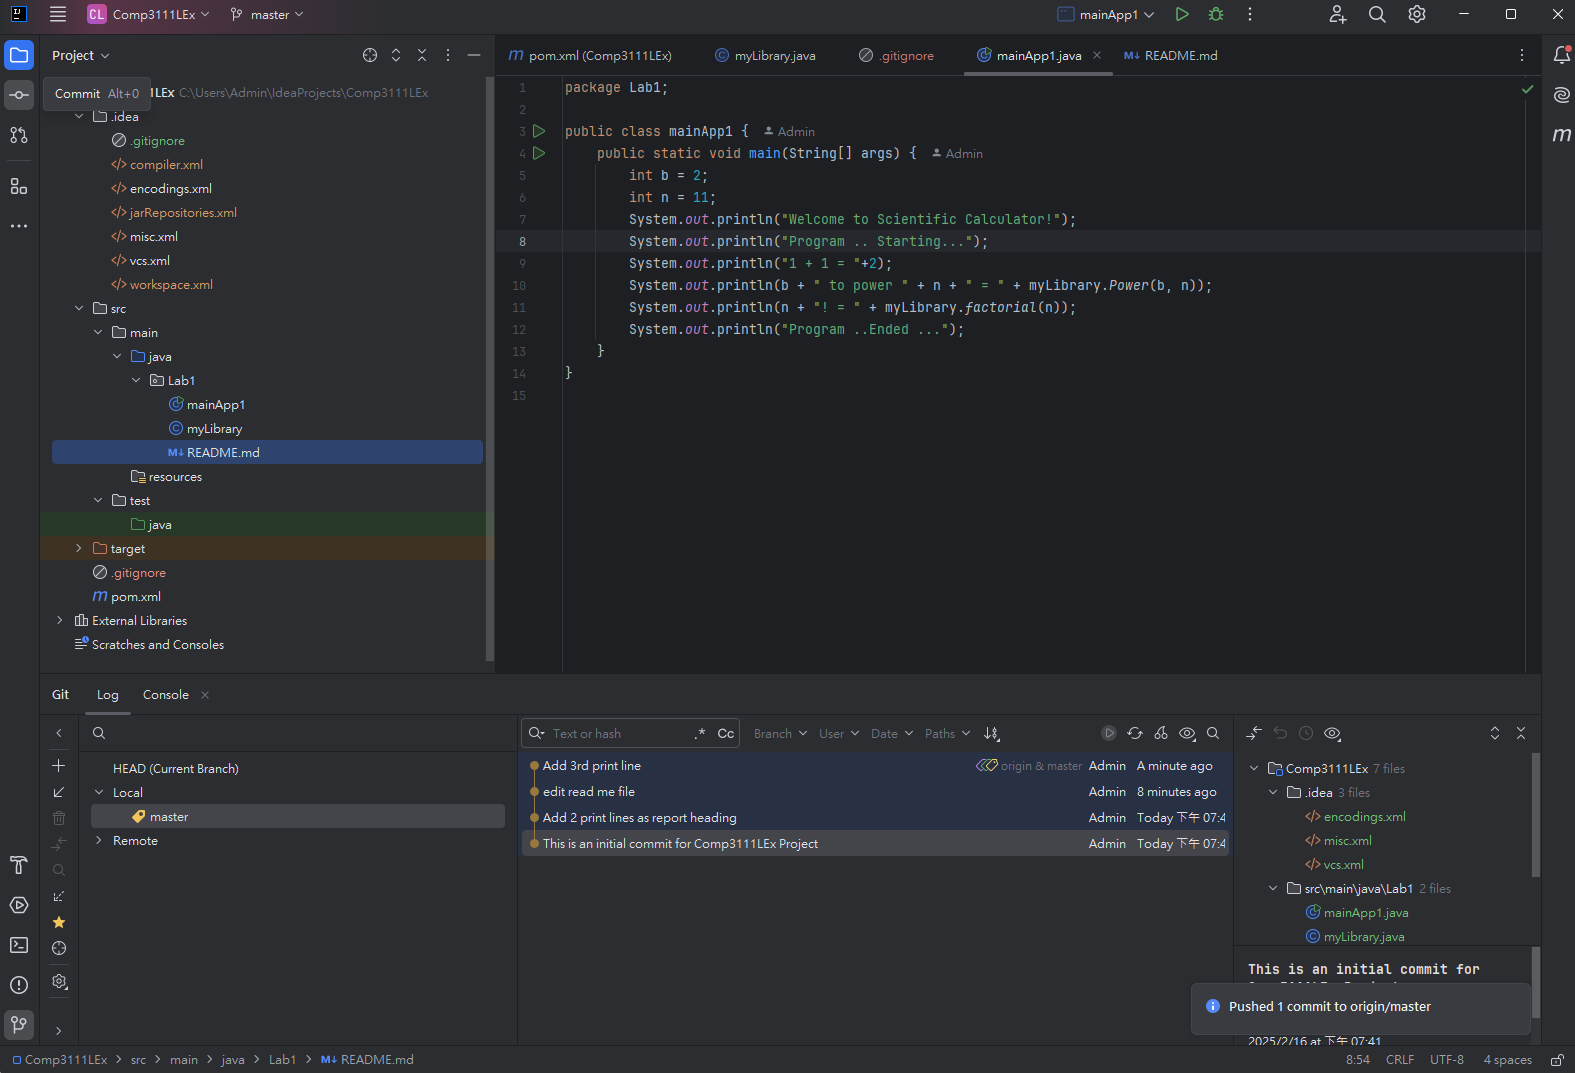 CL Comp3111LEx master mainApp1
Project
Commit Alt+0
LEx C:\Users\Admin\IdeaProjects\Comp3111LEx
.idea
.gitignore
compiler.xml
encodings.xml
jarRepositories.xml
misc.xml
vcs.xml
workspace.xml
src
main
java
Lab1
mainApp1
myLibrary
README.md
resources
test
java
target
.gitignore
pom.xml
External Libraries
Scratches and Consoles
pom.xml (Comp3111LEx) myLibrary.java .gitignore mainApp1.java README.md
1 package Lab1;
2
3 public class mainApp1 { Admin
4 public static void main(String[] args) { Admin
5 int b = 2;
6 int n = 11;
7 System.out.println("Welcome to Scientific Calculator!");
8 System.out.println("Program .. Starting...");
9 System.out.println("1 + 1 = "+2);
10 System.out.println(b + " to power " + n + " = " + myLibrary.Power(b, n));
11 System.out.println(n + "! = " + myLibrary.factorial(n));
12 System.out.println("Program ..Ended ...");
13 }
14 }
15
Git Log Console
HEAD (Current Branch)
Local
master
Remote
Text or hash .* Cc Branch User Date Paths
Add 3rd print line origin & master Admin A minute ago
edit read me file Admin 8 minutes ago
Add 2 print lines as report heading Admin Today 下午 07:4
This is an initial commit for Comp3111LEx Project Admin Today 下午 07:4
Comp3111LEx 7 files
.idea 3 files
encodings.xml
misc.xml
vcs.xml
src\main\java\Lab1 2 files
mainApp1.java
myLibrary.java
This is an initial commit for
Pushed 1 commit to origin/master
2025/2/16 at 下午 07:41
Comp3111LEx > src > main > java > Lab1 > README.md
8:54 CRLF UTF-8 4 spaces